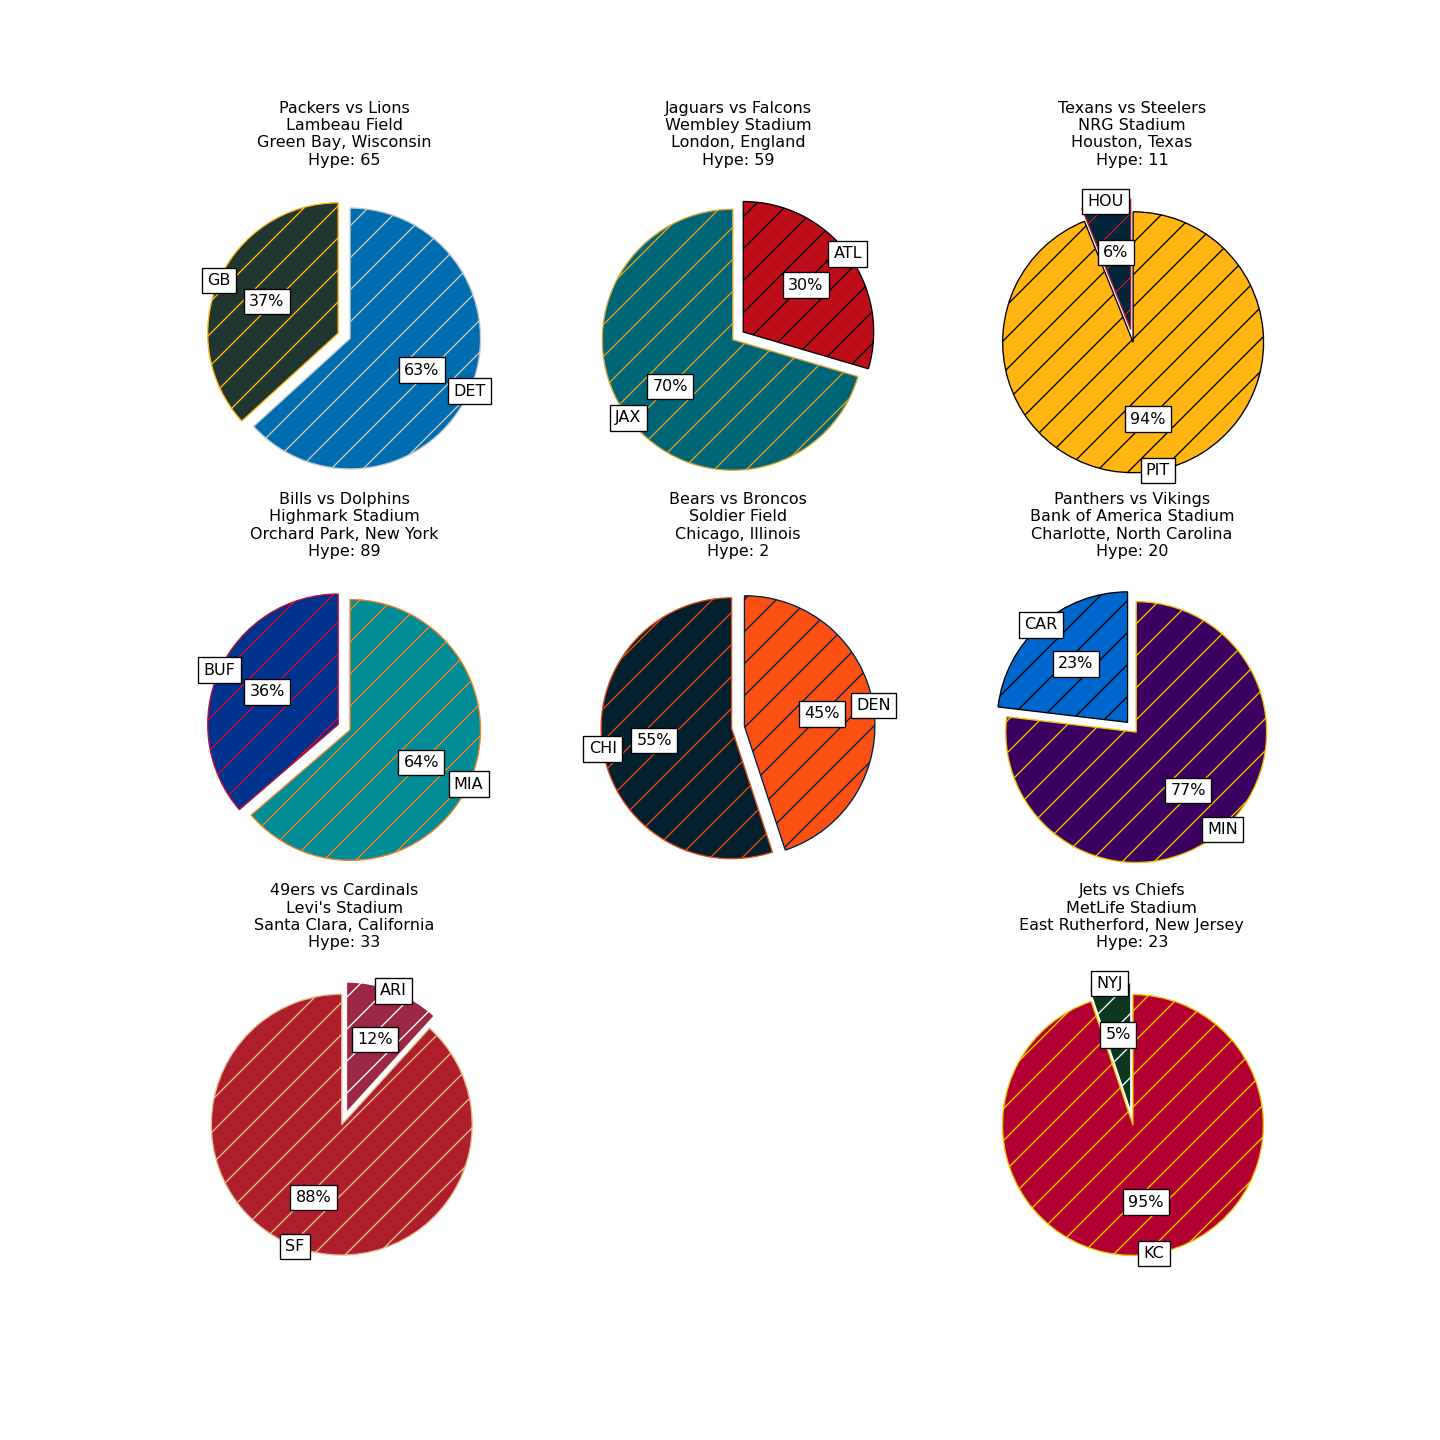 Packers vs Lions
Lambeau Field
Green Bay, Wisconsin
Hype: 65
GB
37%
63%
DET
Jaguars vs Falcons
Wembley Stadium
London, England
Hype: 59
ATL
30%
70%
JAX
Texans vs Steelers
NRG Stadium
Houston, Texas
Hype: 11
HOU
6%
94%
PIT
Bills vs Dolphins
Highmark Stadium
Orchard Park, New York
Hype: 89
BUF
36%
64%
MIA
Bears vs Broncos
Soldier Field
Chicago, Illinois
Hype: 2
DEN
45%
55%
CHI
Panthers vs Vikings
Bank of America Stadium
Charlotte, North Carolina
Hype: 20
CAR
23%
77%
MIN
49ers vs Cardinals
Levi's Stadium
Santa Clara, California
Hype: 33
ARI
12%
88%
SF
Jets vs Chiefs
MetLife Stadium
East Rutherford, New Jersey
Hype: 23
NYJ
5%
95%
KC